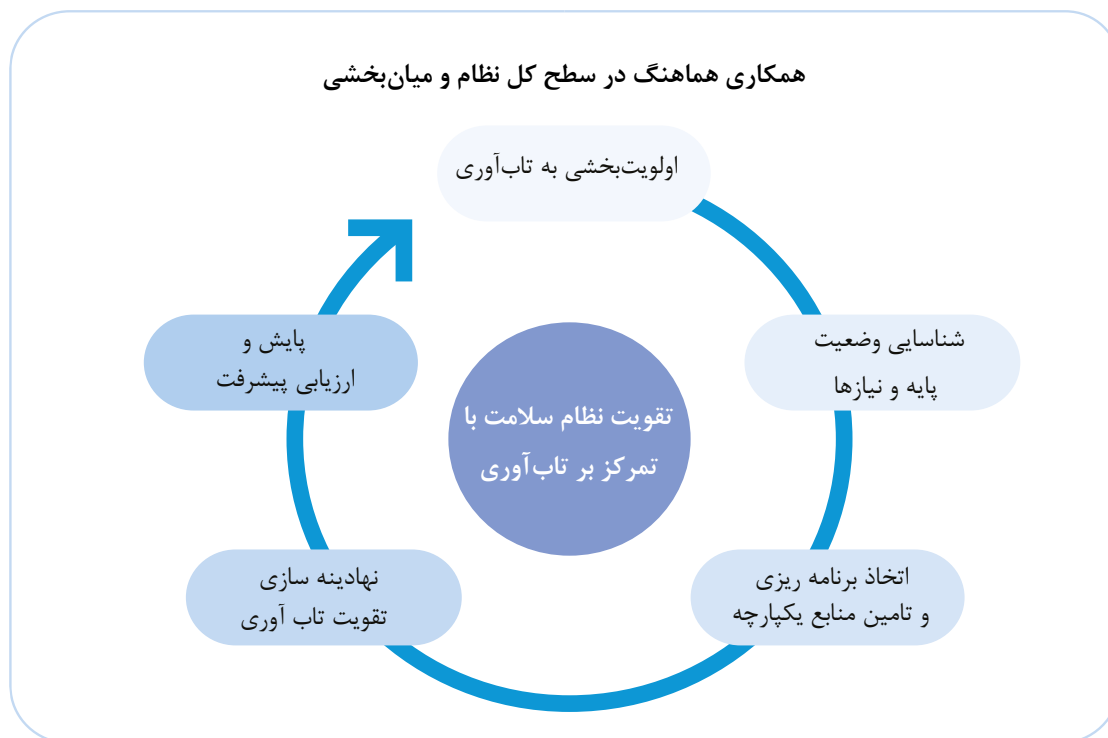 همکاری هماهنگ در سطح کل نظام و میان‌بخشی
اولویت‌بخشی به تاب‌آوری
شناسایی وضعیت
پایه و نیازها
اتخاذ برنامه ریزی
و تامین منابع یکپارچه
نهادینه سازی
تقویت تاب آوری
پایش و
ارزیابی پیشرفت
تقویت نظام سلامت با
تمرکز بر تاب‌آوری